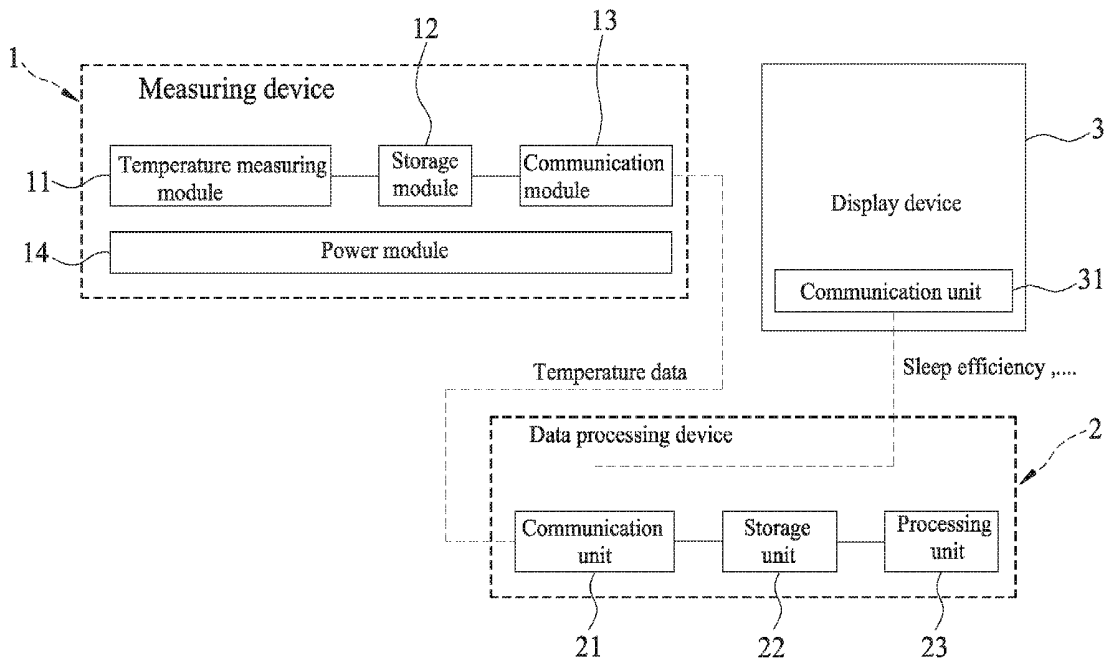 12
13
1
Measuring device
3
Temperature measuring
module
Storage
module
Communication
module
11
Display device
14
Power module
Communication unit
31
Temperature data
Sleep efficiency ,....
Data processing device
2
Communication
unit
Storage
unit
Processing
unit
21
22
23